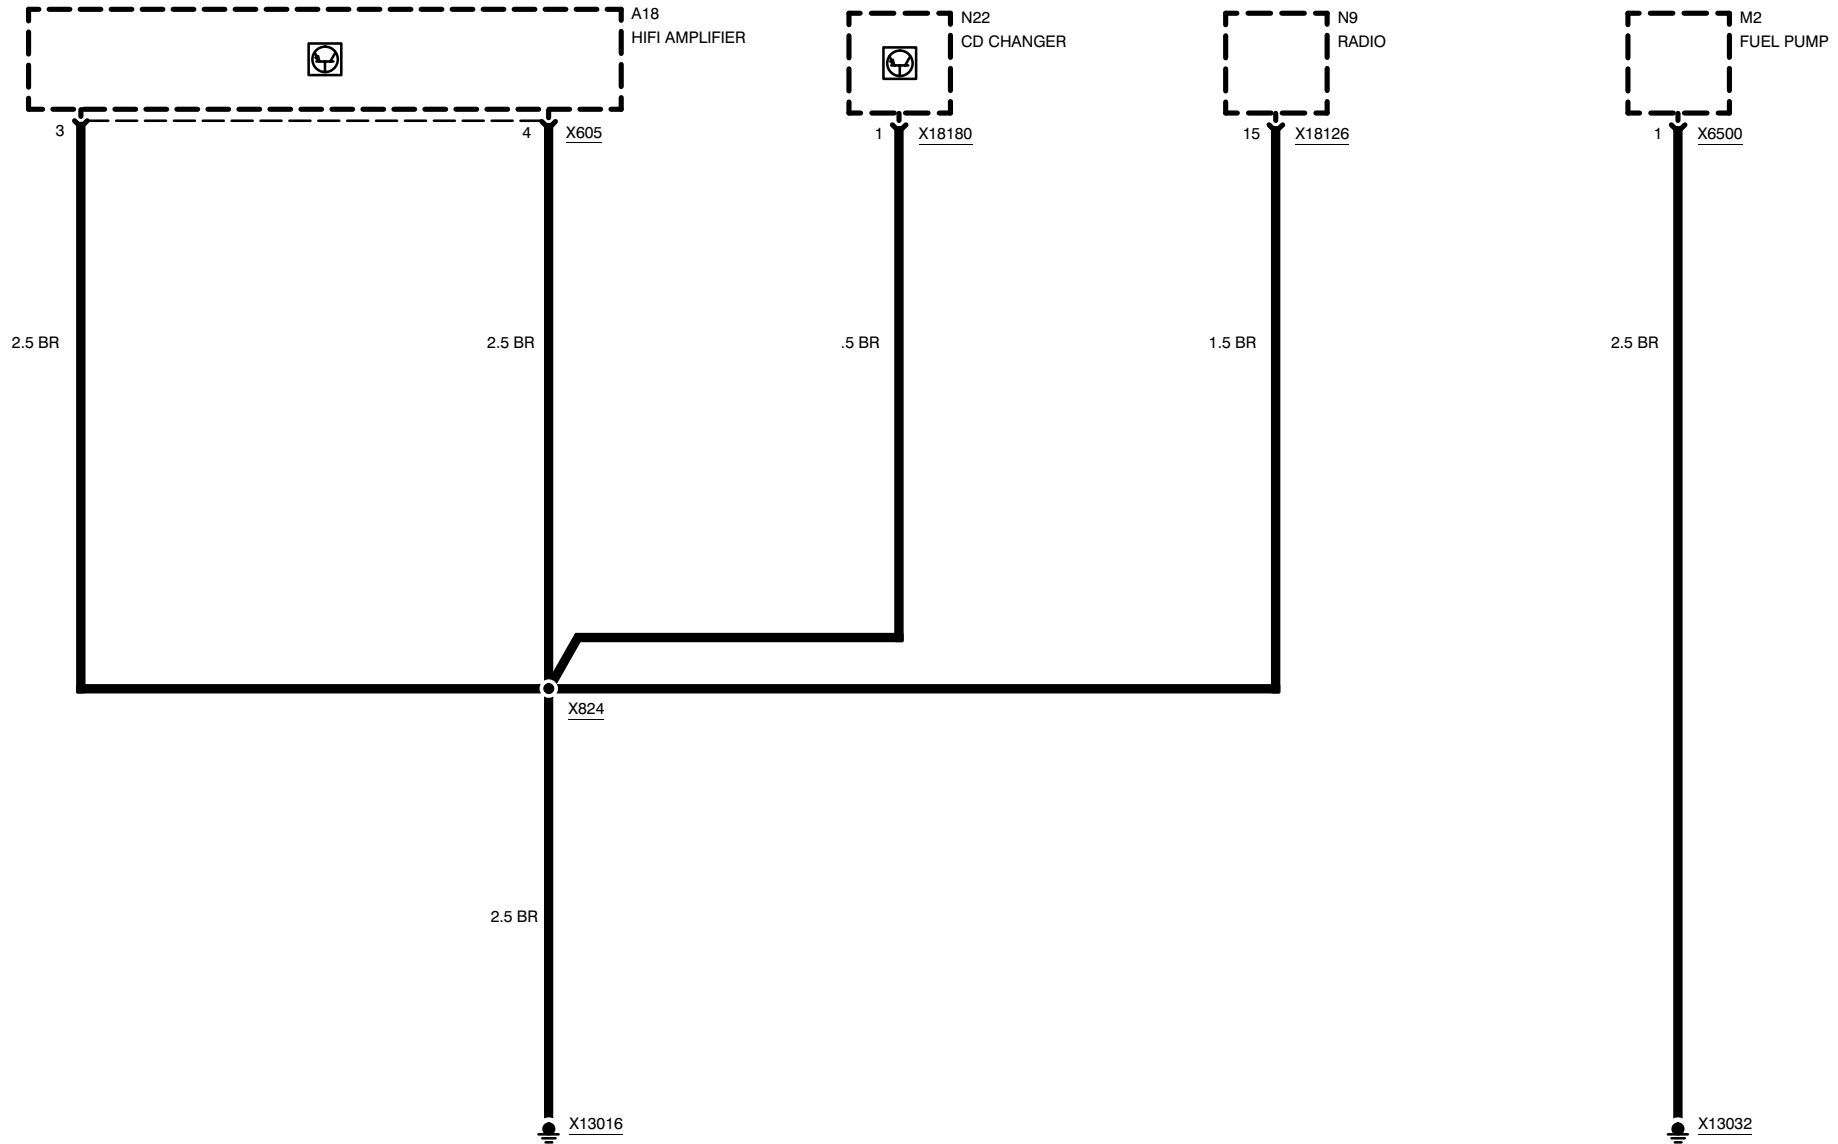 A18
HIFI AMPLIFIER
N22
CD CHANGER
N9
RADIO
M2
FUEL PUMP
3
4
X605
1
X18180
15
X18126
1
X6500
2.5 BR
2.5 BR
.5 BR
1.5 BR
2.5 BR
X824
2.5 BR
X13016
X13032